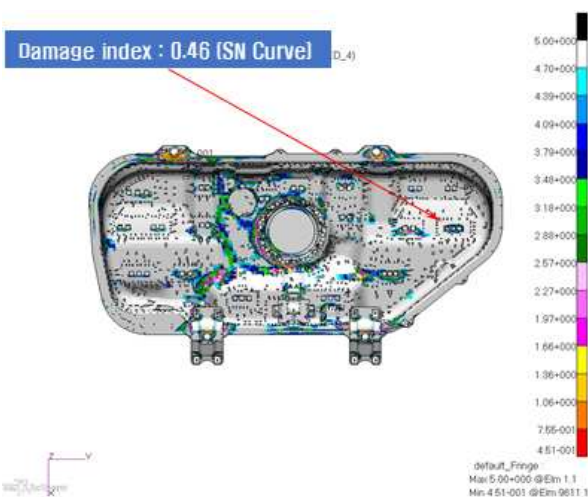 Damage index : 0.46 (SN Curve)
D_4)
5.00+000
4.70+000
4.39+000
4.09+000
3.79+000
3.48+000
3.18+000
2.88+000
2.57+000
2.27+000
1.97+000
1.66+000
1.36+000
1.06+000
7.55-001
4.51-001
001
Z
Y
X
default_Fringe
Max 5.00+000 @Elm 1.1
Min 4.51-001 @Elm 9611.1